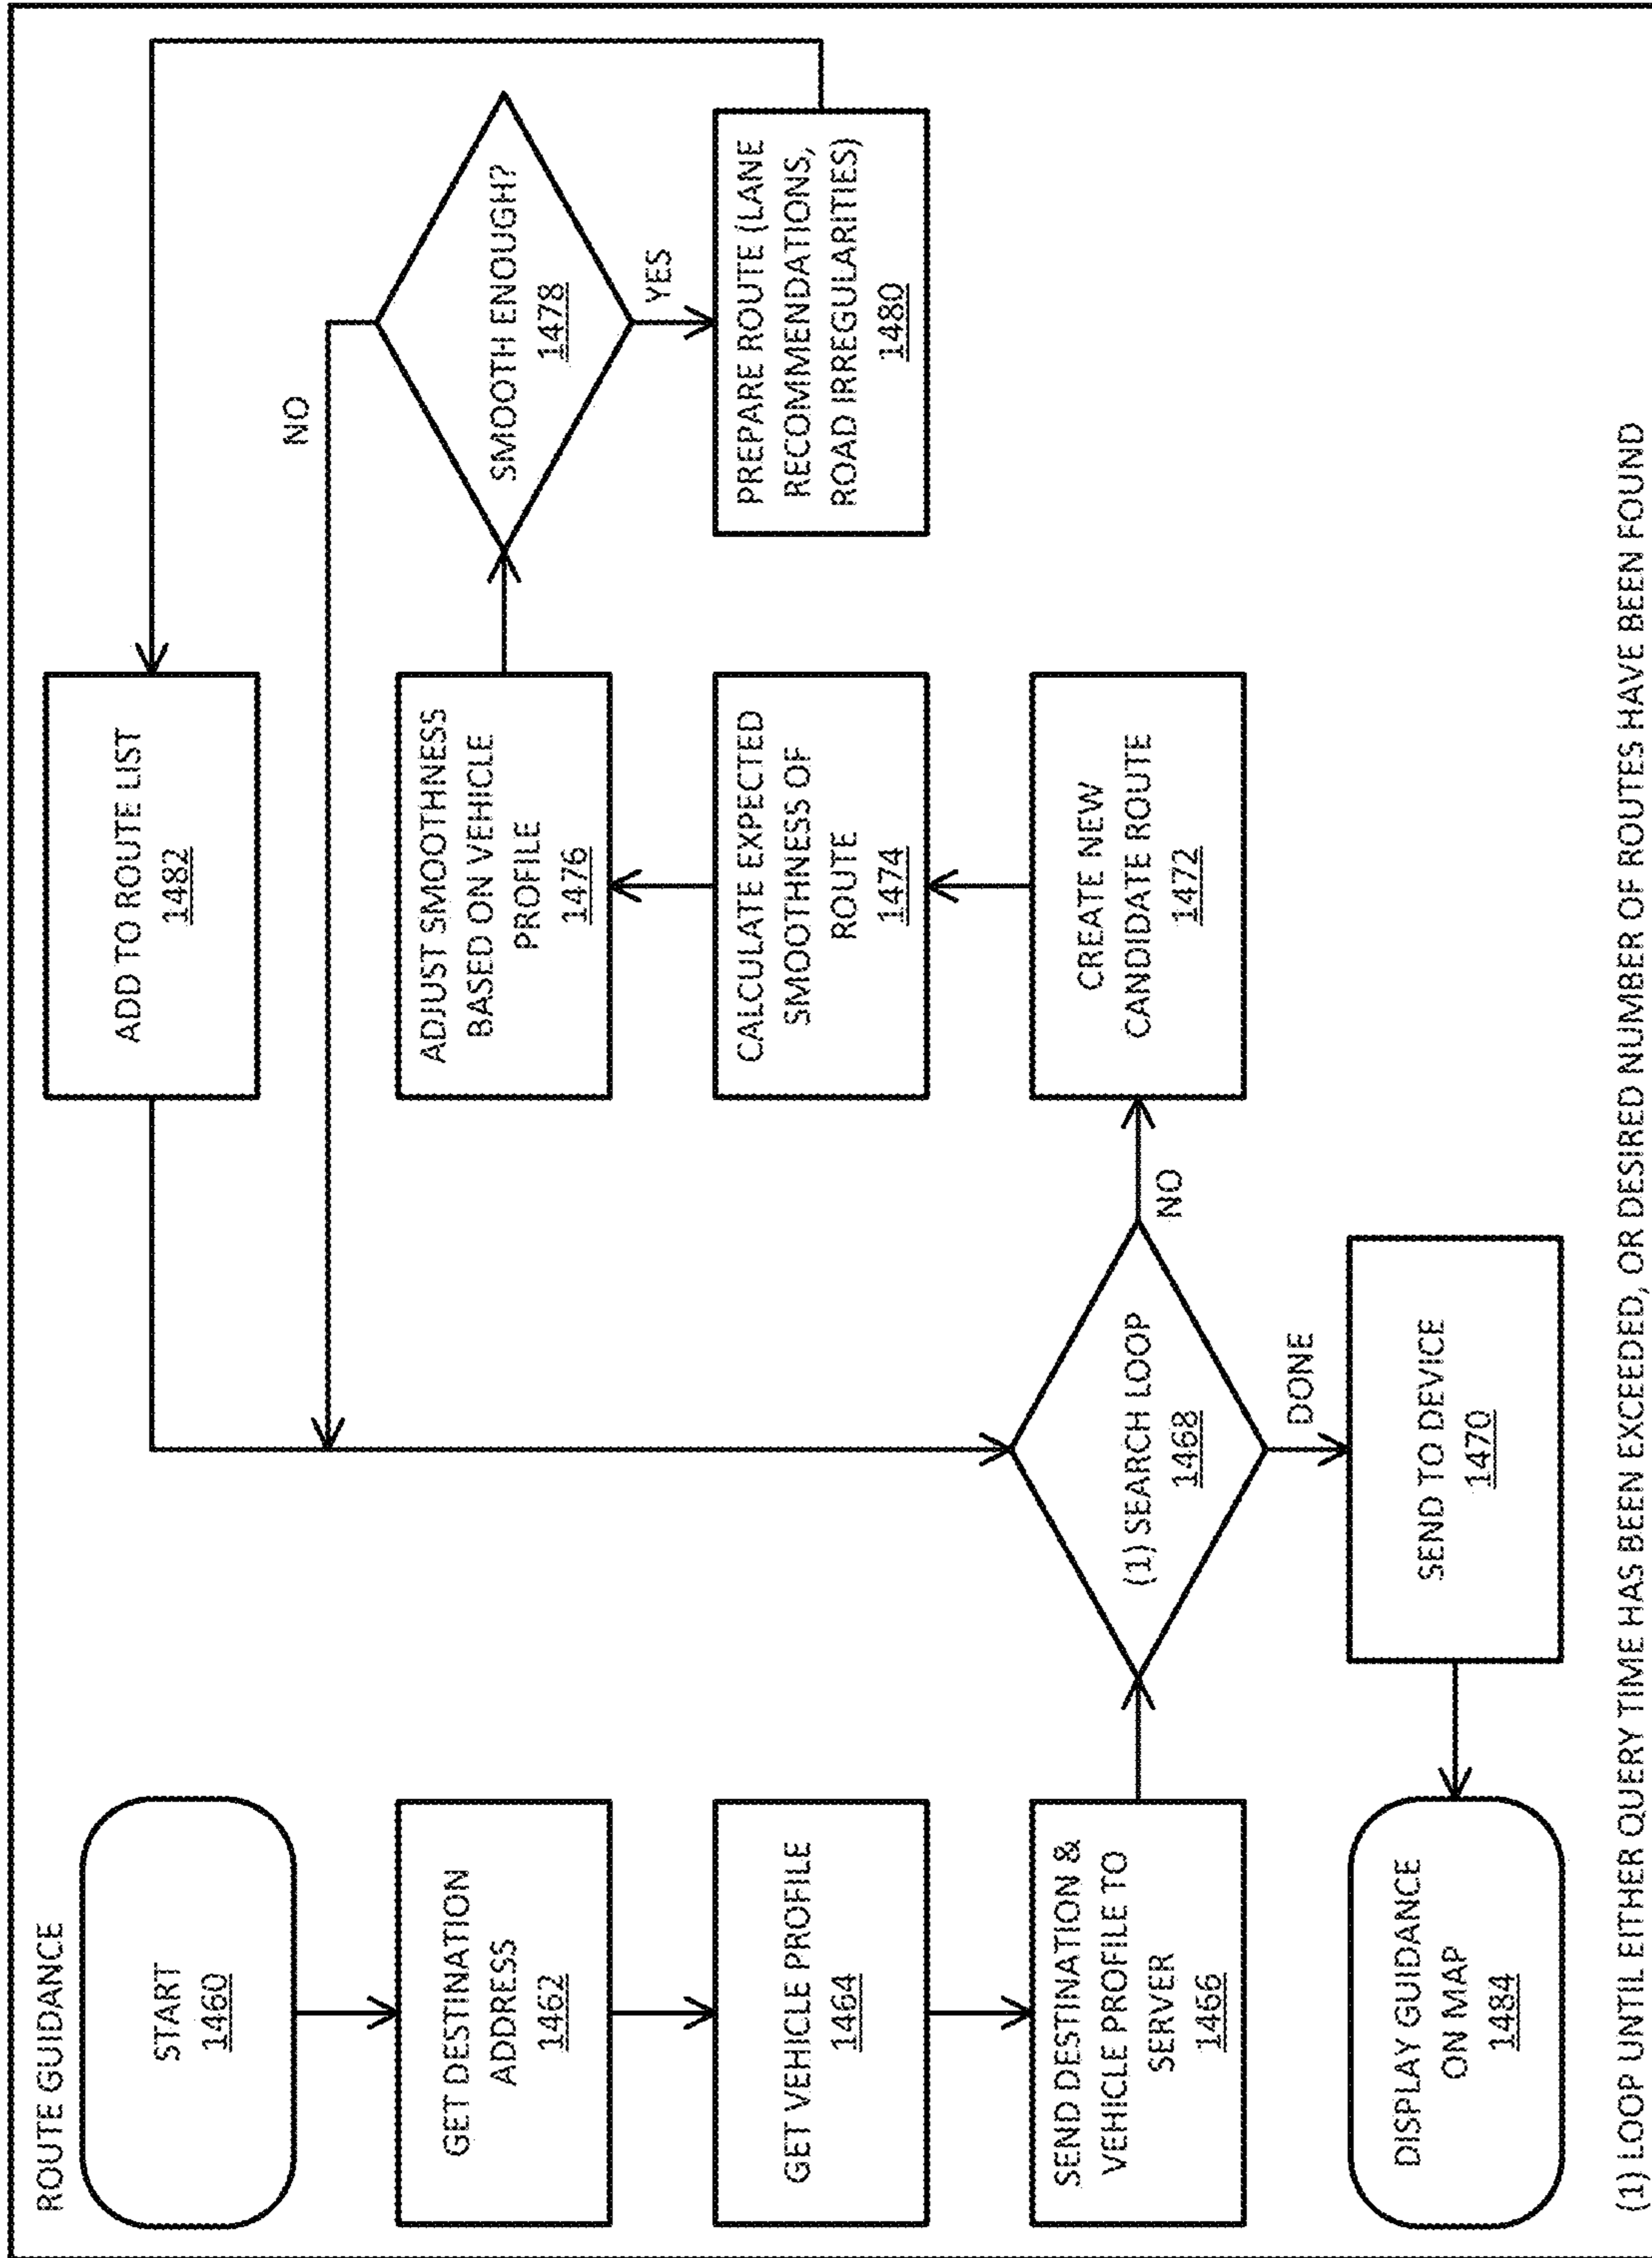 ROUTE GUIDANCE
START
1460
GET DESTINATION
ADDRESS
1462
GET VEHICLE PROFILE
1464
SEND DESTINATION &
VEHICLE PROFILE TO
SERVER
1466
(1) SEARCH LOOP
1468
NO
DONE
SEND TO DEVICE
1470
DISPLAY GUIDANCE
ON MAP
1484
CREATE NEW
CANDIDATE ROUTE
1472
CALCULATE EXPECTED
SMOOTHNESS OF
ROUTE
1474
ADJUST SMOOTHNESS
BASED ON VEHICLE
PROFILE
1476
SMOOTH ENOUGH?
1478
NO
YES
PREPARE ROUTE (LANE
RECOMMENDATIONS,
ROAD IRREGULARITIES)
1480
ADD TO ROUTE LIST
1482
(1) LOOP UNTIL EITHER QUERY TIME HAS BEEN EXCEEDED, OR DESIRED NUMBER OF ROUTES HAVE BEEN FOUND